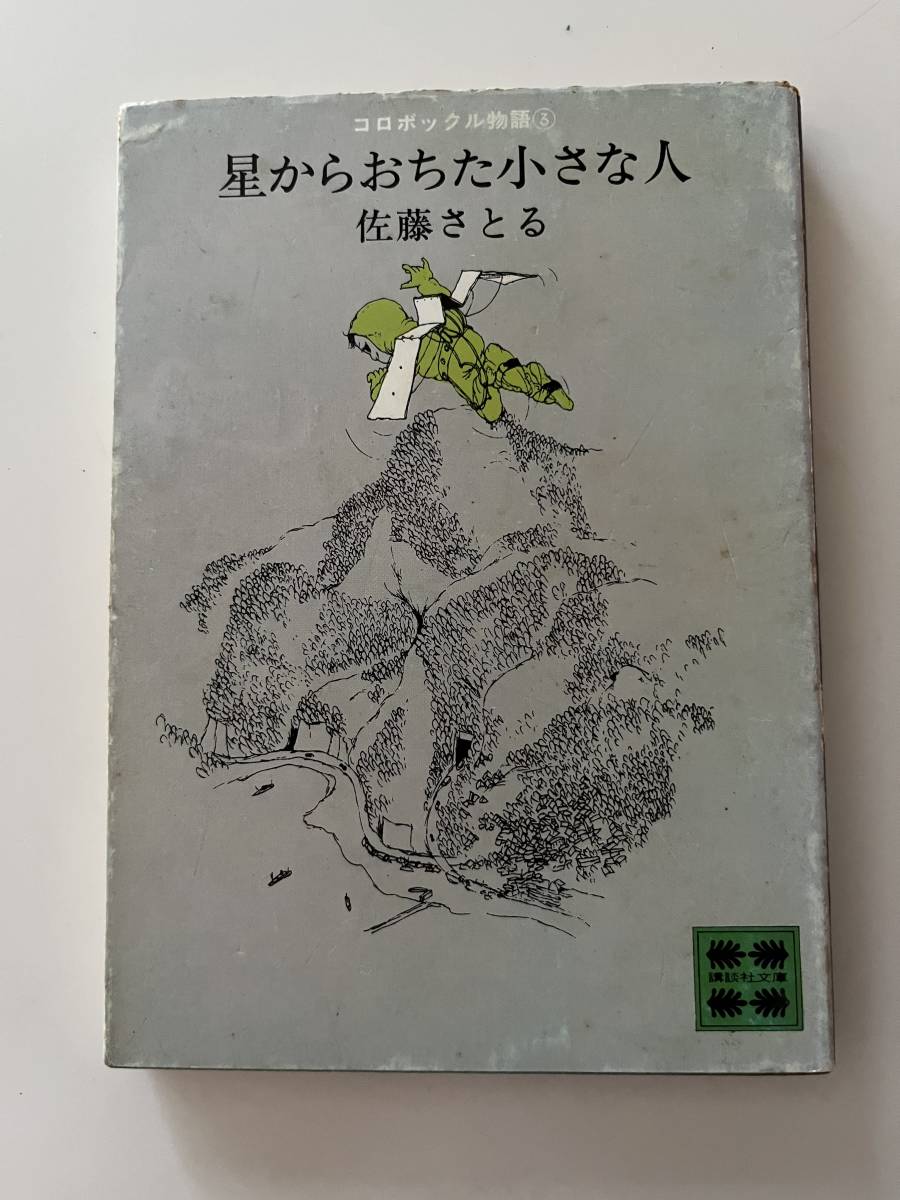 コロボックル物語③
星からおちた小さな人
佐藤さとる
講談社文庫